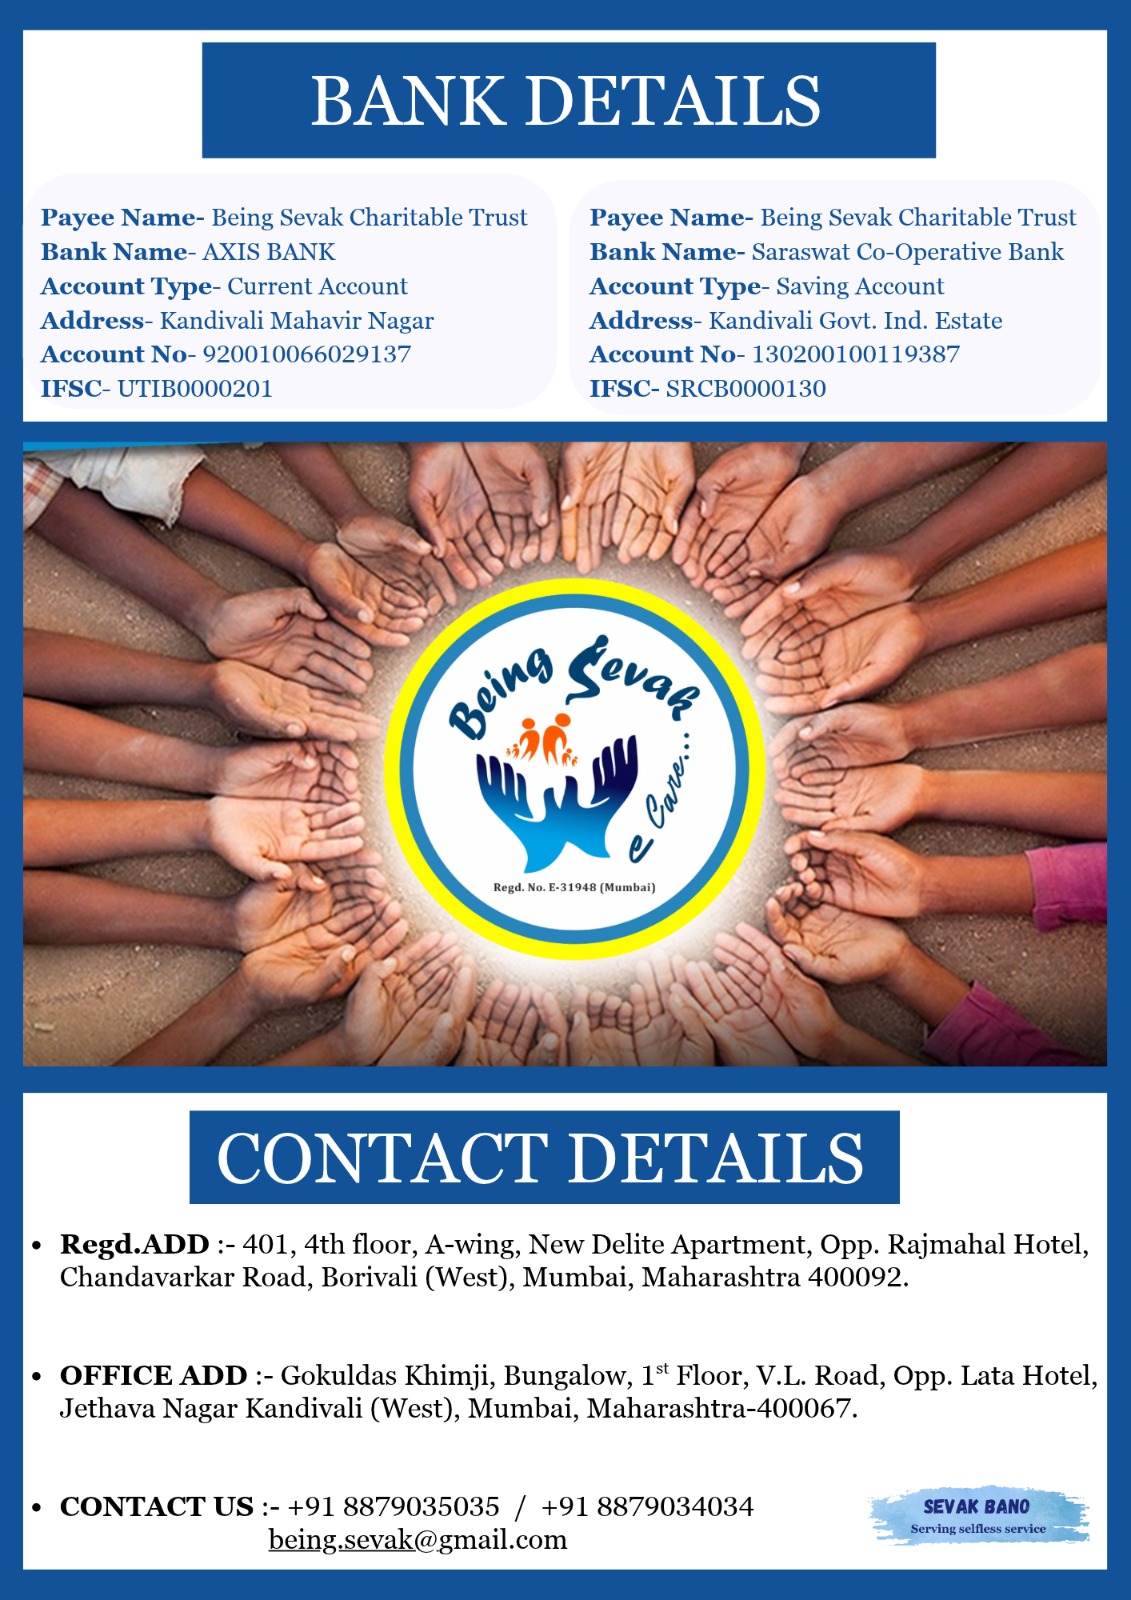 BANK DETAILS
Payee Name- Being Sevak Charitable Trust
Bank Name- AXIS BANK
Account Type- Current Account
Address- Kandivali Mahavir Nagar
Account No- 920010066029137
IFSC- UTIB0000201
Payee Name- Being Sevak Charitable Trust
Bank Name- Saraswat Co-Operative Bank
Account Type- Saving Account
Address- Kandivali Govt. Ind. Estate
Account No- 130200100119387
IFSC- SRCB0000130
Being Sevak
e Care...
Regd. No. E-31948 (Mumbai)
CONTACT DETAILS
• Regd.ADD :- 401, 4th floor, A-wing, New Delite Apartment, Opp. Rajmahal Hotel,
Chandavarkar Road, Borivali (West), Mumbai, Maharashtra 400092.
• OFFICE ADD :- Gokuldas Khimji, Bungalow, 1st Floor, V.L. Road, Opp. Lata Hotel,
Jethava Nagar Kandivali (West), Mumbai, Maharashtra-400067.
• CONTACT US :- +91 8879035035 / +91 8879034034
being.sevak@gmail.com
SEVAK BANO
Serving selfless service